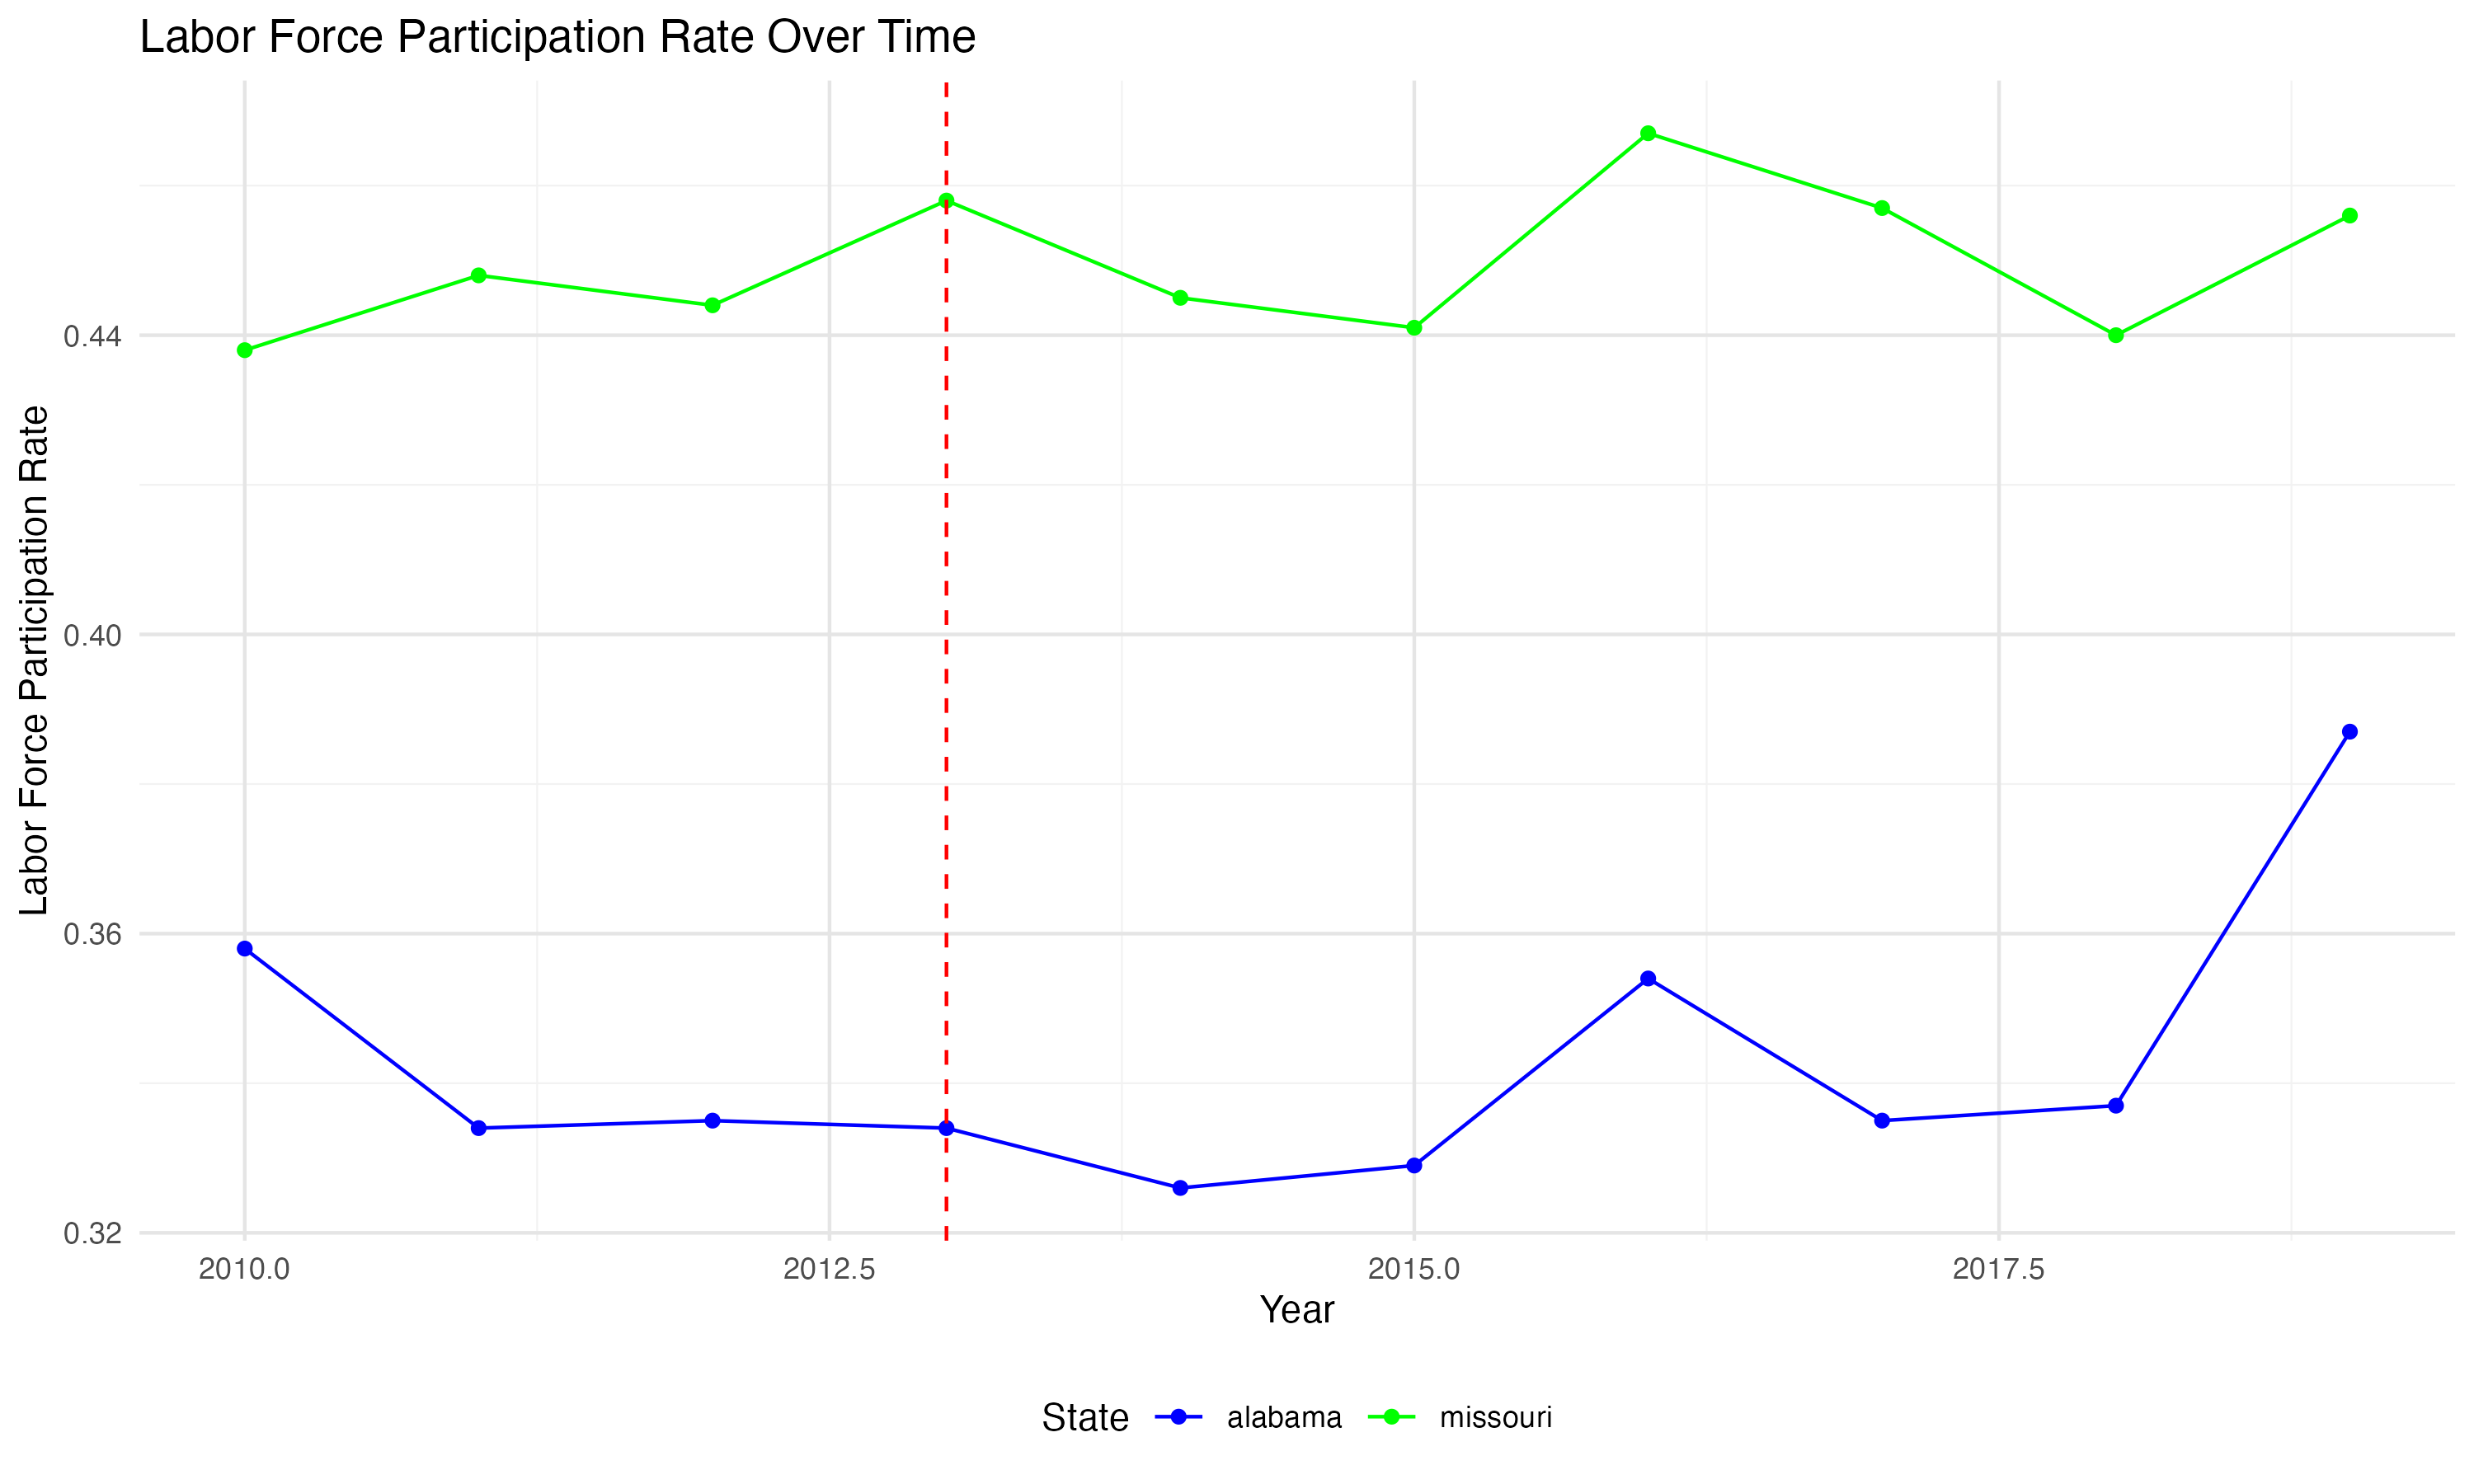 Labor Force Participation Rate Over Time
Labor Force Participation Rate
0.44
0.40
0.36
0.32
2010.0 2012.5 2015.0 2017.5
Year
State alabama missouri